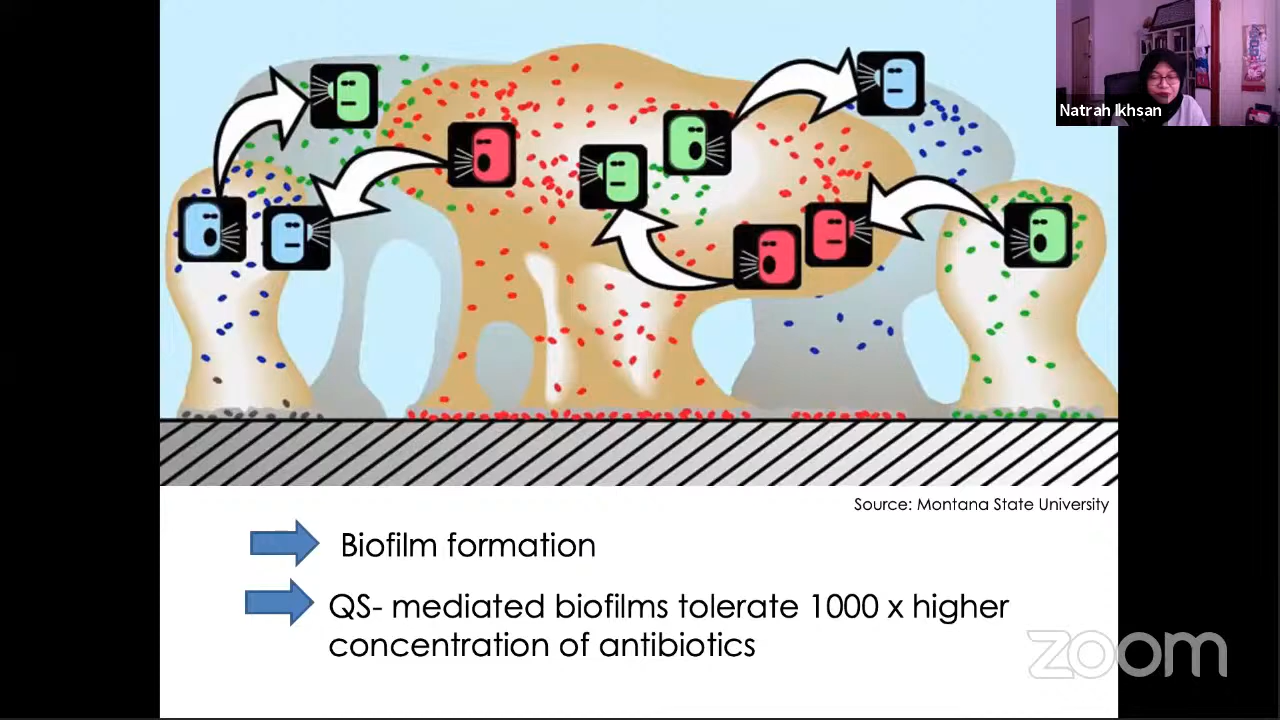 Natrah Ikhsan
Source: Montana State University
Biofilm formation
QS- mediated biofilms tolerate 1000 x higher
concentration of antibiotics
zoom